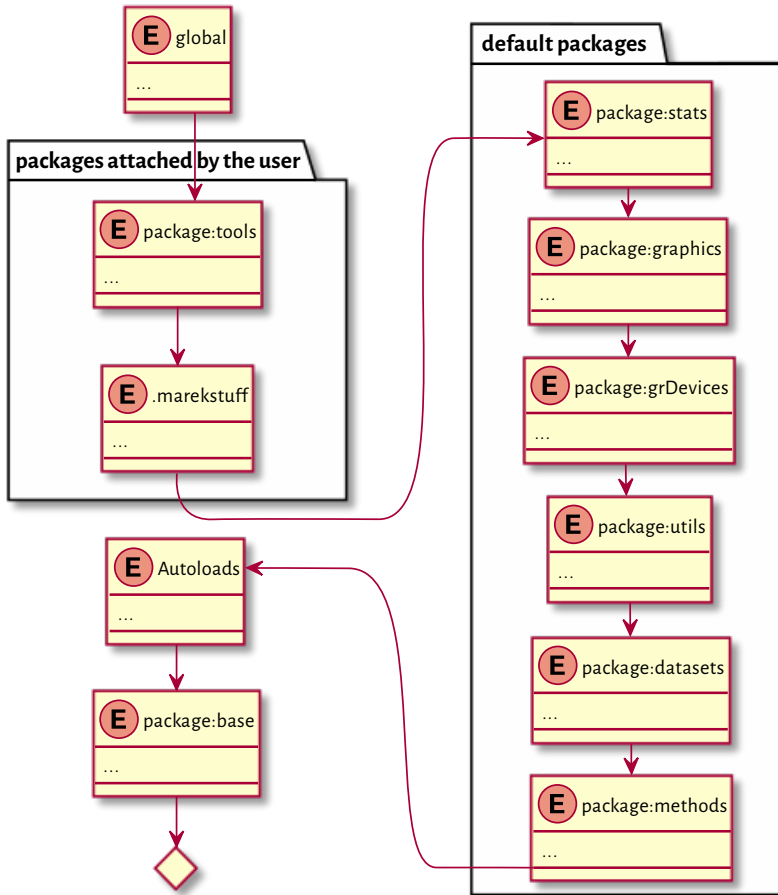 E global
...
packages attached by the user
E package:tools
...
E .marekstuff
...
default packages
E package:stats
...
E package:graphics
...
E package:grDevices
...
E package:utils
...
E package:datasets
...
E package:methods
...
E Autoloads
...
E package:base
...